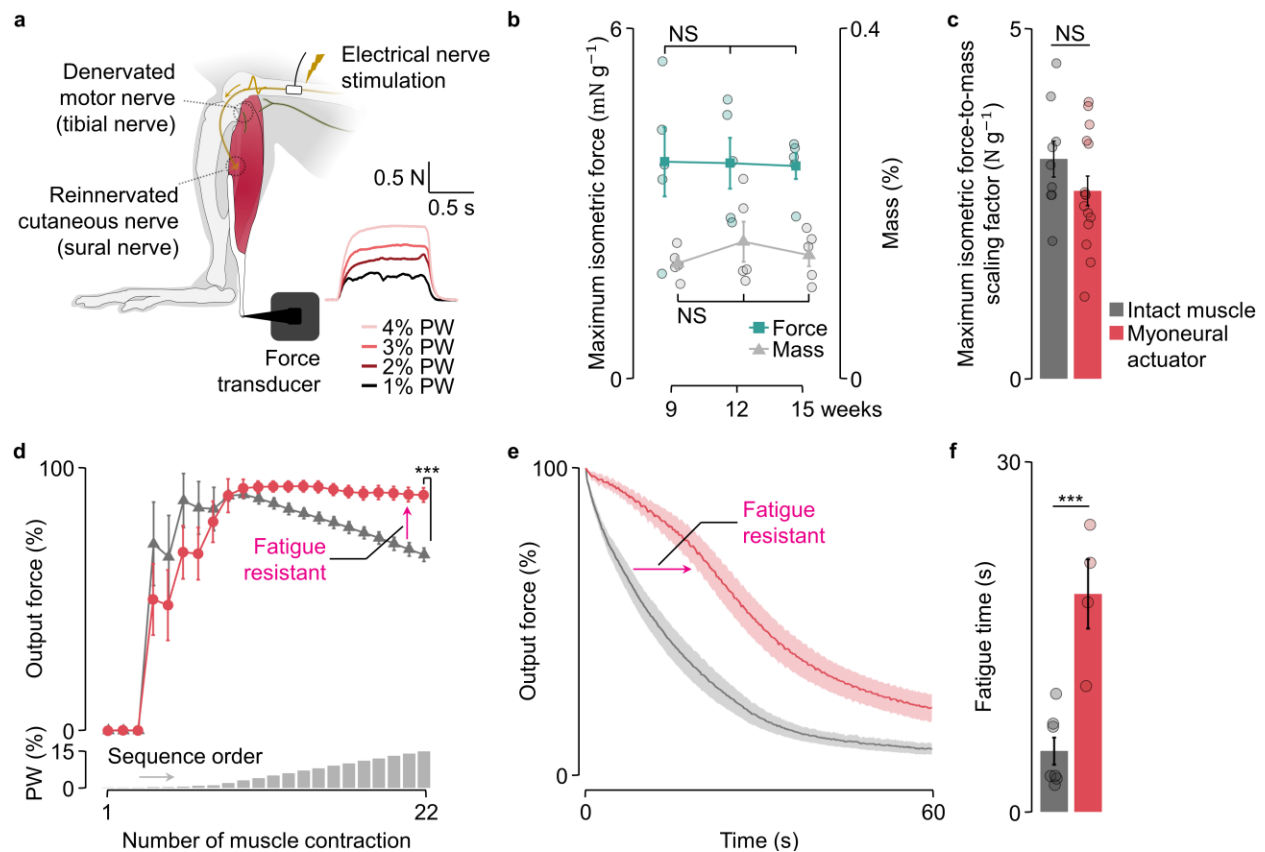 a
Electrical nerve
stimulation
Denervated
motor nerve
(tibial nerve)
Reinnervated
cutaneous nerve
(sural nerve)
0.5 N
0.5 s
4% PW
3% PW
2% PW
1% PW
Force
transducer
b
Maximum isometric force (mN g⁻¹)
6
0
NS
NS
Force
Mass
0.4
0
Mass (%)
9 12 15 weeks
c
Maximum isometric force-to-mass
scaling factor (N g⁻¹)
5
0
NS
Intact muscle
Myoneural
actuator
d
Output force (%)
100
0
***
Fatigue
resistant
PW (%)
15
0
Sequence order
1 22
Number of muscle contraction
e
Output force (%)
100
0
Fatigue
resistant
0 60
Time (s)
f
Fatigue time (s)
30
0
***